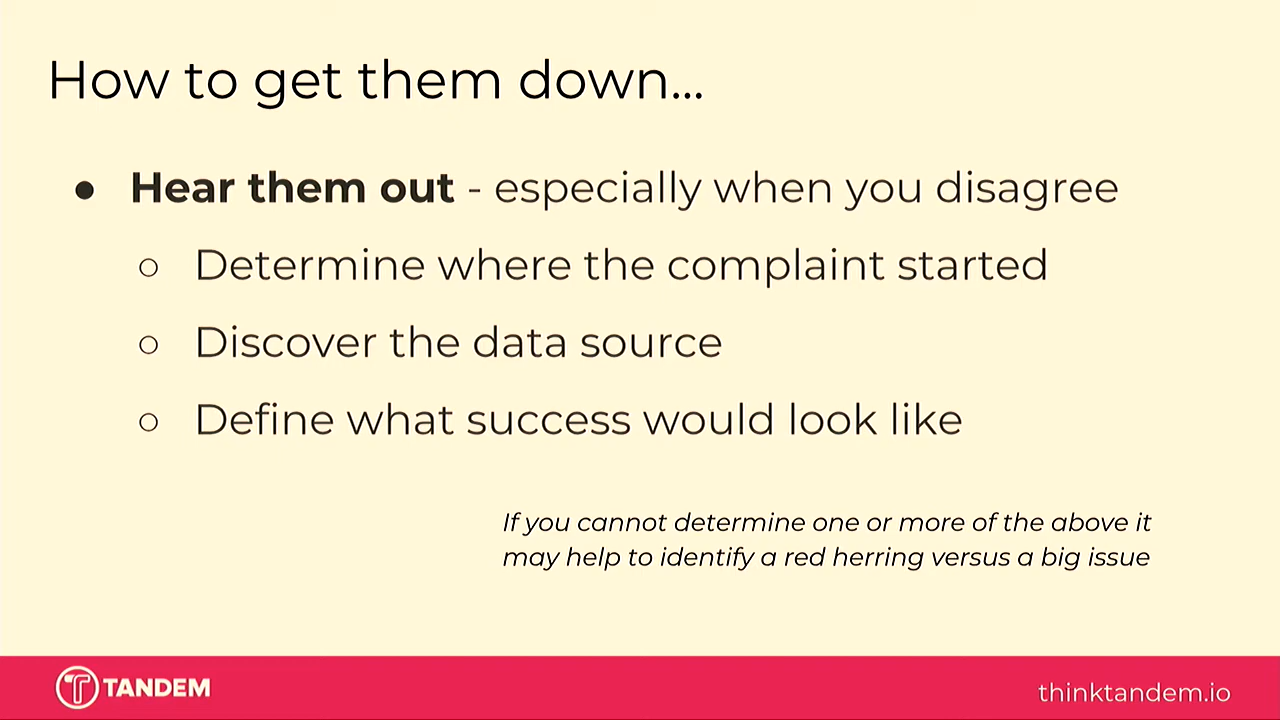 How to get them down...
● Hear them out - especially when you disagree
○ Determine where the complaint started
○ Discover the data source
○ Define what success would look like
If you cannot determine one or more of the above it
may help to identify a red herring versus a big issue
TANDEM
thinktandem.io